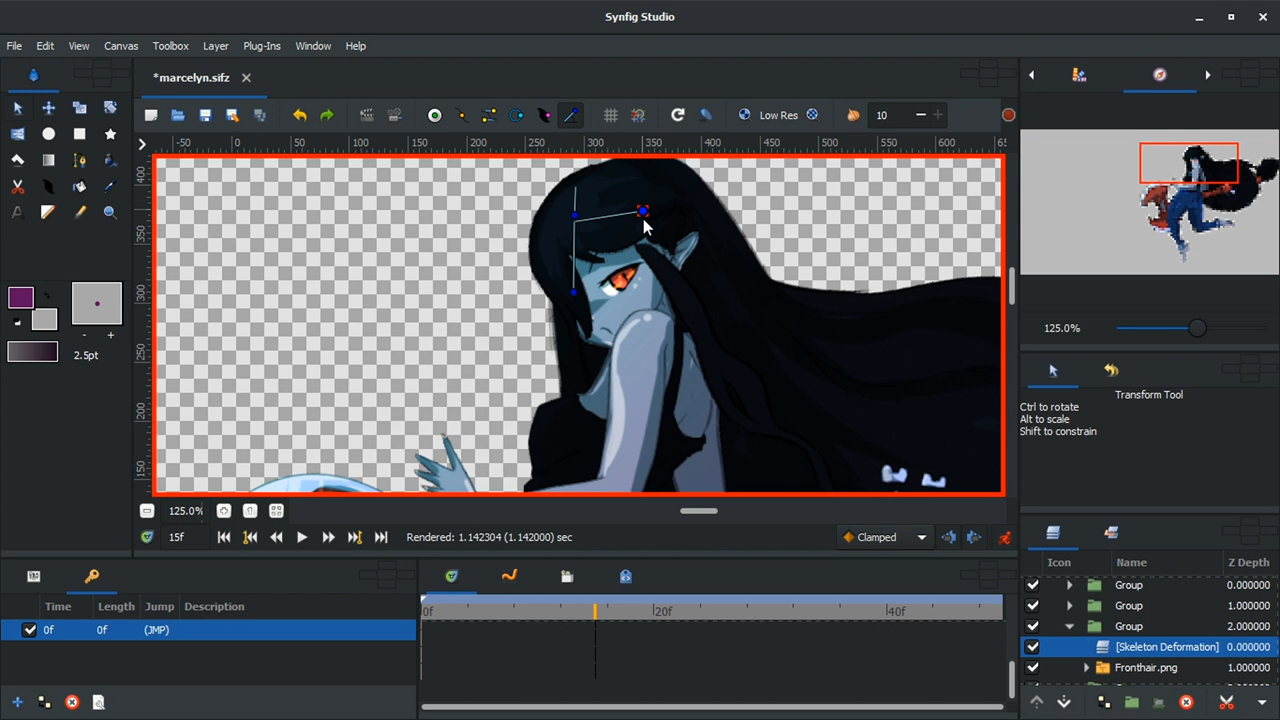 Synfig Studio
File Edit View Canvas Toolbox Layer Plug-Ins Window Help
*marcelyn.sifz
Low Res 10
-50 0 50 100 150 200 250 300 350 400 450 500 550 600 65
400
350
300
250
200
150
2.5pt
125.0%
Transform Tool
Ctrl to rotate
Alt to scale
Shift to constrain
125.0%
15f Rendered: 1.142304 (1.142000) sec Clamped
Icon Name Z Depth
Group 0.000000
Group 1.000000
Group 2.000000
[Skeleton Deformation] 0.000000
Fronthair.png 1.000000
Time Length Jump Description
0f 0f (JMP)
0f 20f 40f